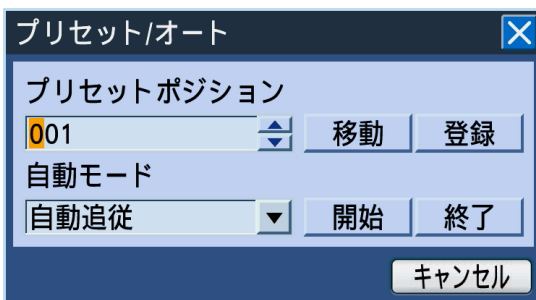 プリセット/オート
プリセットポジション
001 移動 登録
自動モード
自動追従 開始 終了
キャンセル